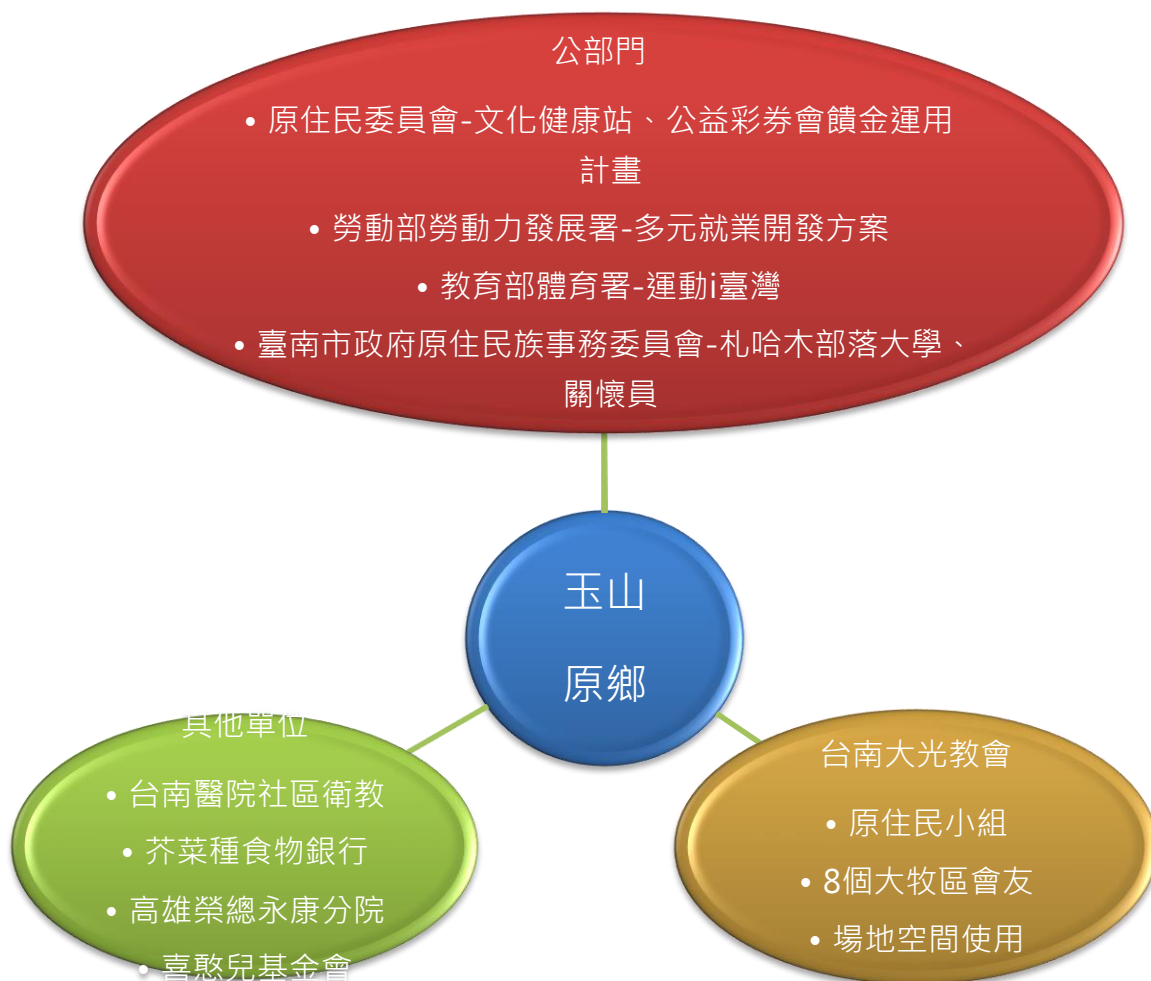 公部門
• 原住民委員會-文化健康站、公益彩券會饋金運用
計畫
• 勞動部勞動力發展署-多元就業開發方案
• 教育部體育署-運動i臺灣
• 臺南市政府原住民族事務委員會-札哈木部落大學、
關懷員
玉山
原鄉
其他單位
• 台南醫院社區衛教
• 芥菜種食物銀行
• 高雄榮總永康分院
• 喜憨兒基金會
台南大光教會
• 原住民小組
• 8個大牧區會友
• 場地空間使用